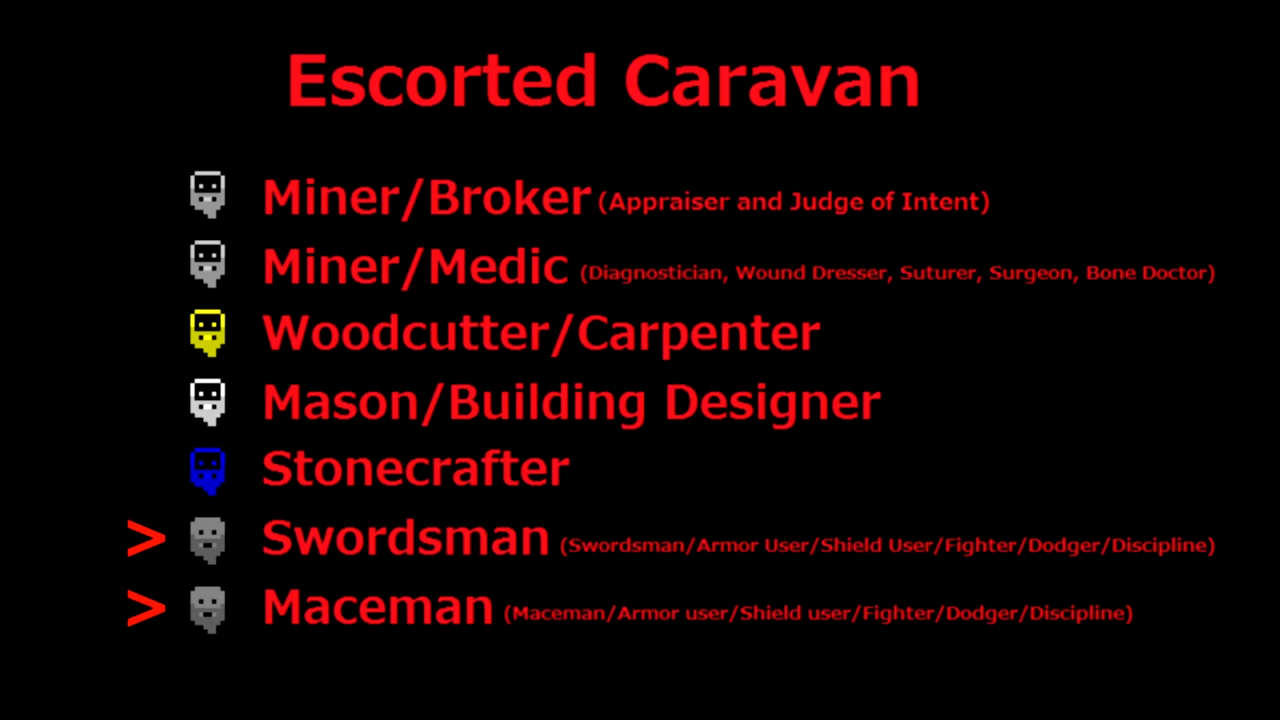 Escorted Caravan
Miner/Broker (Appraiser and Judge of Intent)
Miner/Medic (Diagnostician, Wound Dresser, Suturer, Surgeon, Bone Doctor)
Woodcutter/Carpenter
Mason/Building Designer
Stonecrafter
> Swordsman (Swordsman/Armor User/Shield User/Fighter/Dodger/Discipline)
> Maceman (Maceman/Armor user/Shield user/Fighter/Dodger/Discipline)